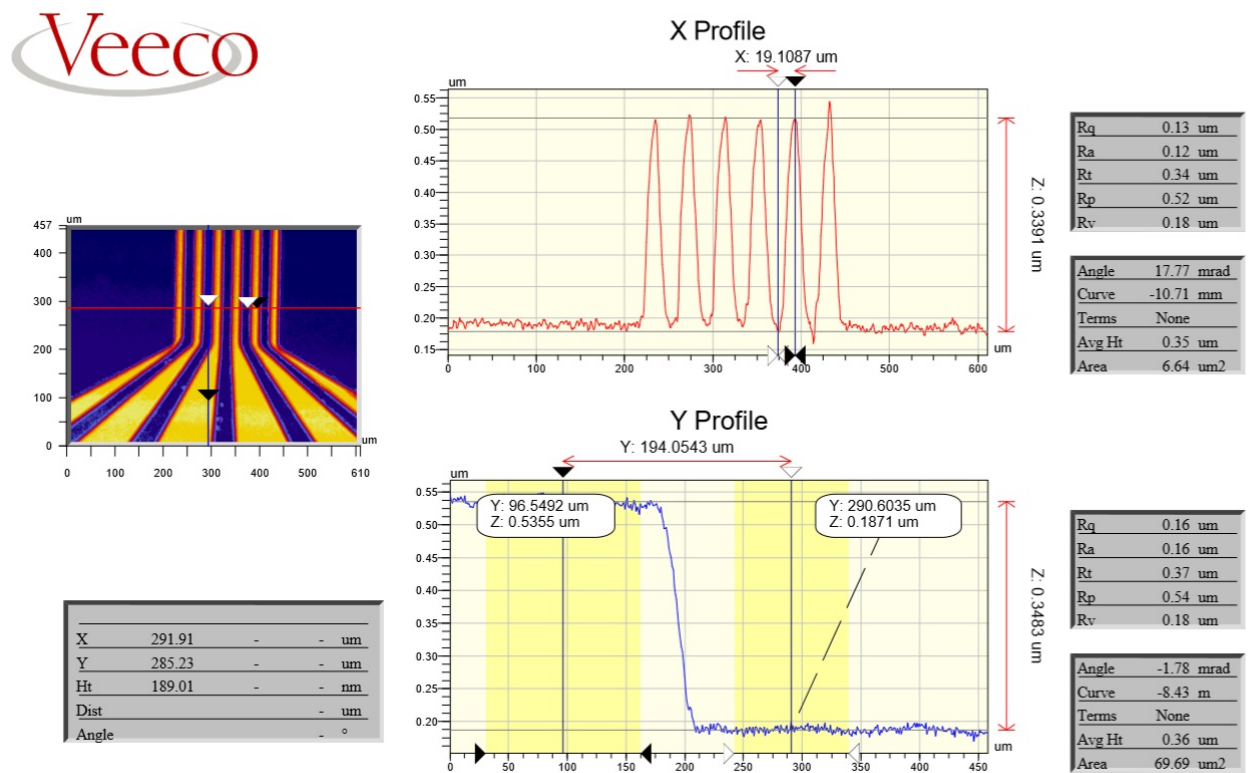 Veeco
X Profile
X: 19.1087 um
um
0.55
0.50
0.45
0.40
0.35
0.30
0.25
0.20
0.15
0 100 200 300 400 500 600
um
Z: 0.3391 um
Rq 0.13 um
Ra 0.12 um
Rt 0.34 um
Rp 0.52 um
Rv 0.18 um
Angle 17.77 mrad
Curve -10.71 mm
Terms None
Avg Ht 0.35 um
Area 6.64 um2
um
457
400
300
200
100
0
um
0 100 200 300 400 500 610
Y Profile
Y: 194.0543 um
um
0.55
0.50
0.45
0.40
0.35
0.30
0.25
0.20
Y: 96.5492 um
Z: 0.5355 um
Y: 290.6035 um
Z: 0.1871 um
0 50 100 150 200 250 300 350 400 450
um
Z: 0.3483 um
Rq 0.16 um
Ra 0.16 um
Rt 0.37 um
Rp 0.54 um
Rv 0.18 um
Angle -1.78 mrad
Curve -8.43 m
Terms None
Avg Ht 0.36 um
Area 69.69 um2
X 291.91 - - um
Y 285.23 - - um
Ht 189.01 - - nm
Dist - um
Angle - °